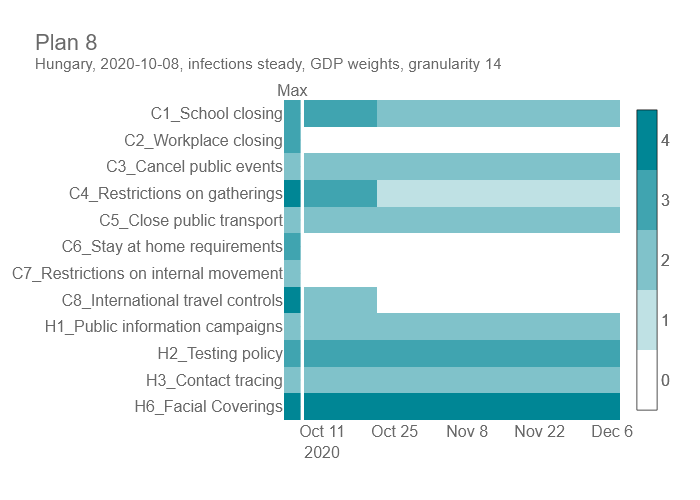 Plan 8
Hungary, 2020-10-08, infections steady, GDP weights, granularity 14
Max
C1_School closing
C2_Workplace closing
C3_Cancel public events
C4_Restrictions on gatherings
C5_Close public transport
C6_Stay at home requirements
C7_Restrictions on internal movement
C8_International travel controls
H1_Public information campaigns
H2_Testing policy
H3_Contact tracing
H6_Facial Coverings
4
3
2
1
0
Oct 11 Oct 25 Nov 8 Nov 22 Dec 6
2020